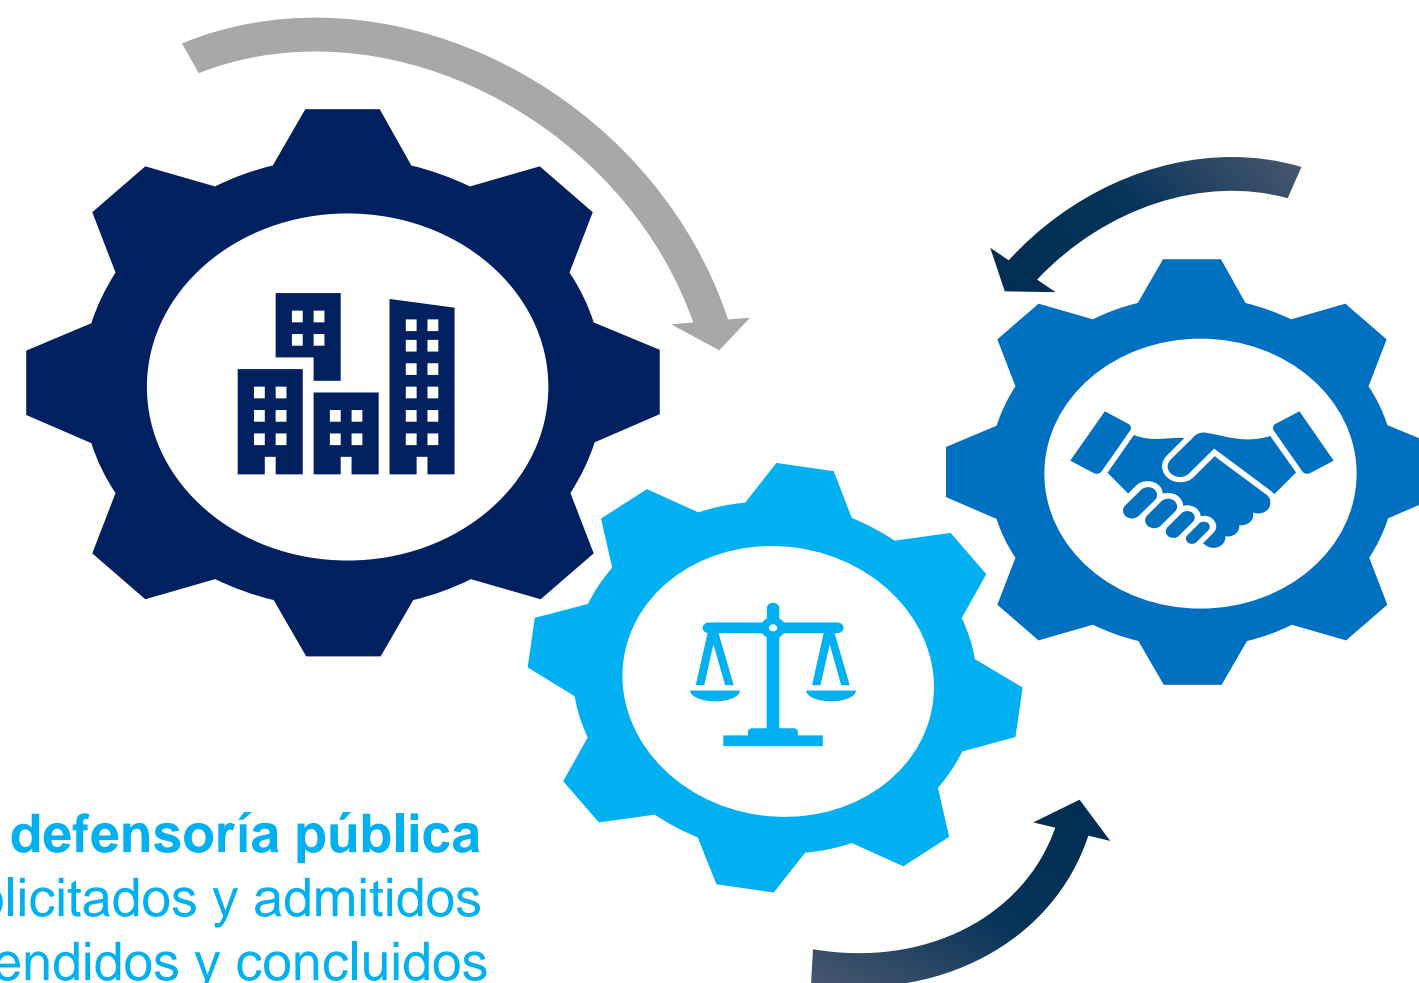 defensoría pública
licitados y admitidos
endidos y concluidos